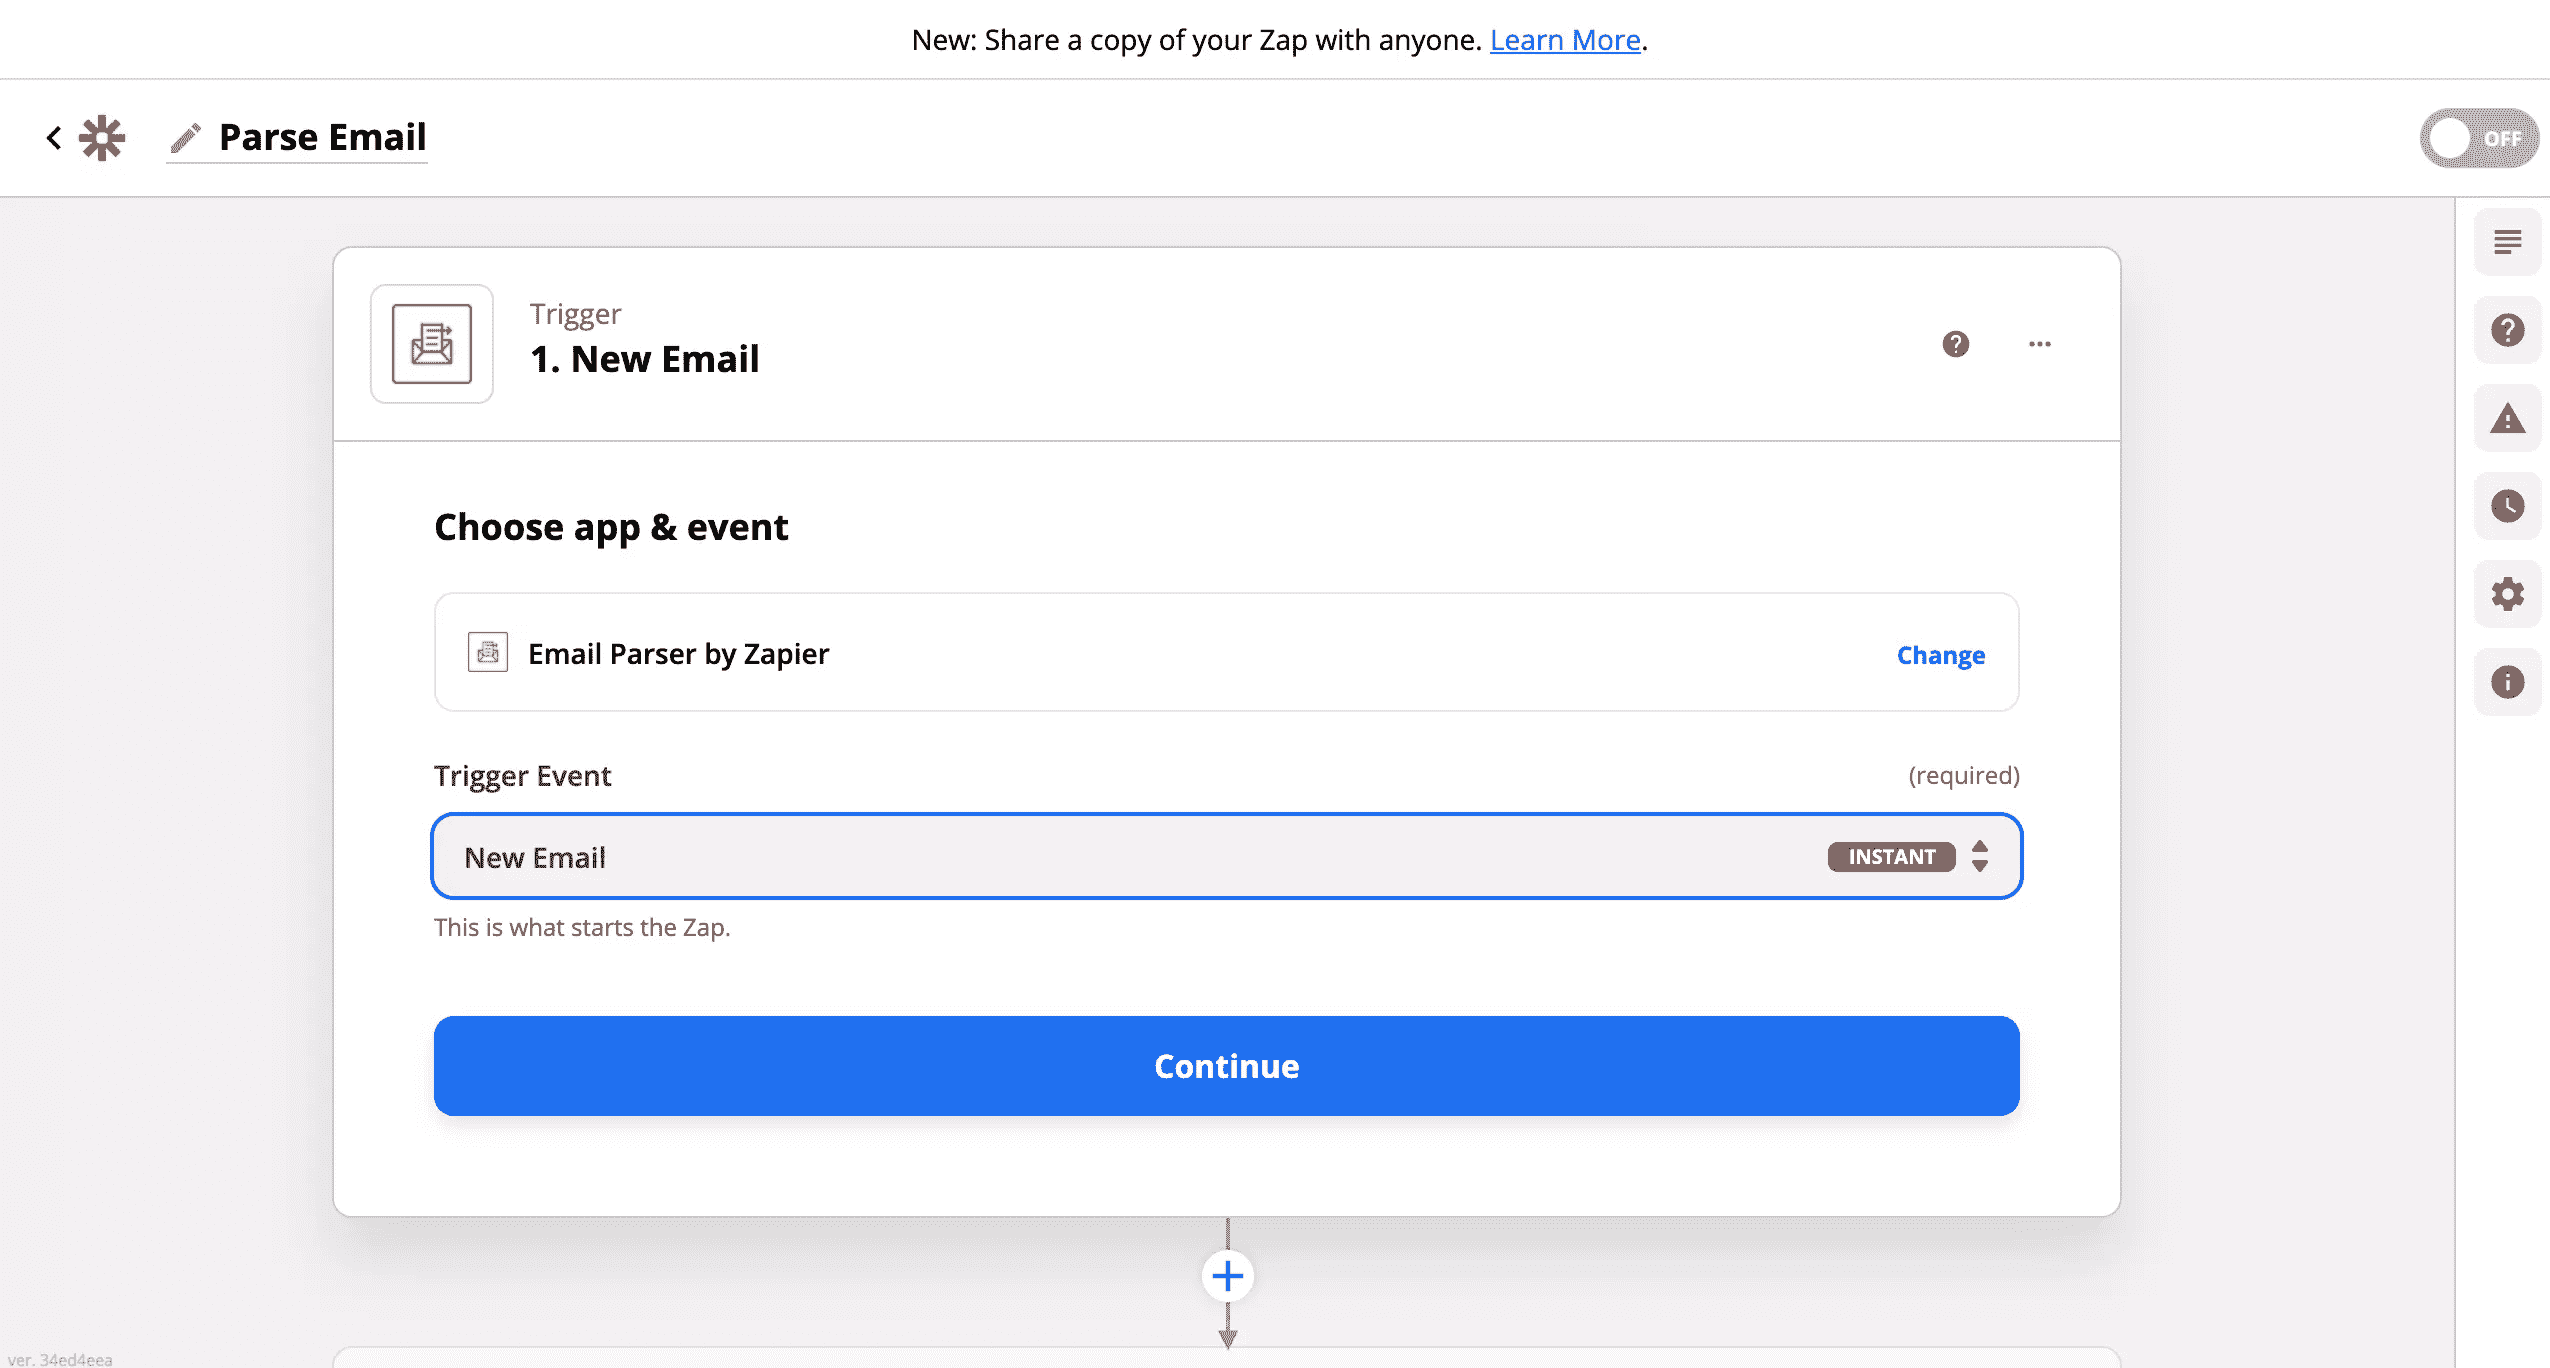 New: Share a copy of your Zap with anyone. Learn More.
Parse Email
OFF
Trigger
1. New Email
Choose app & event
Email Parser by Zapier
Change
Trigger Event
(required)
New Email
INSTANT
This is what starts the Zap.
Continue
ver. 34ed4eea